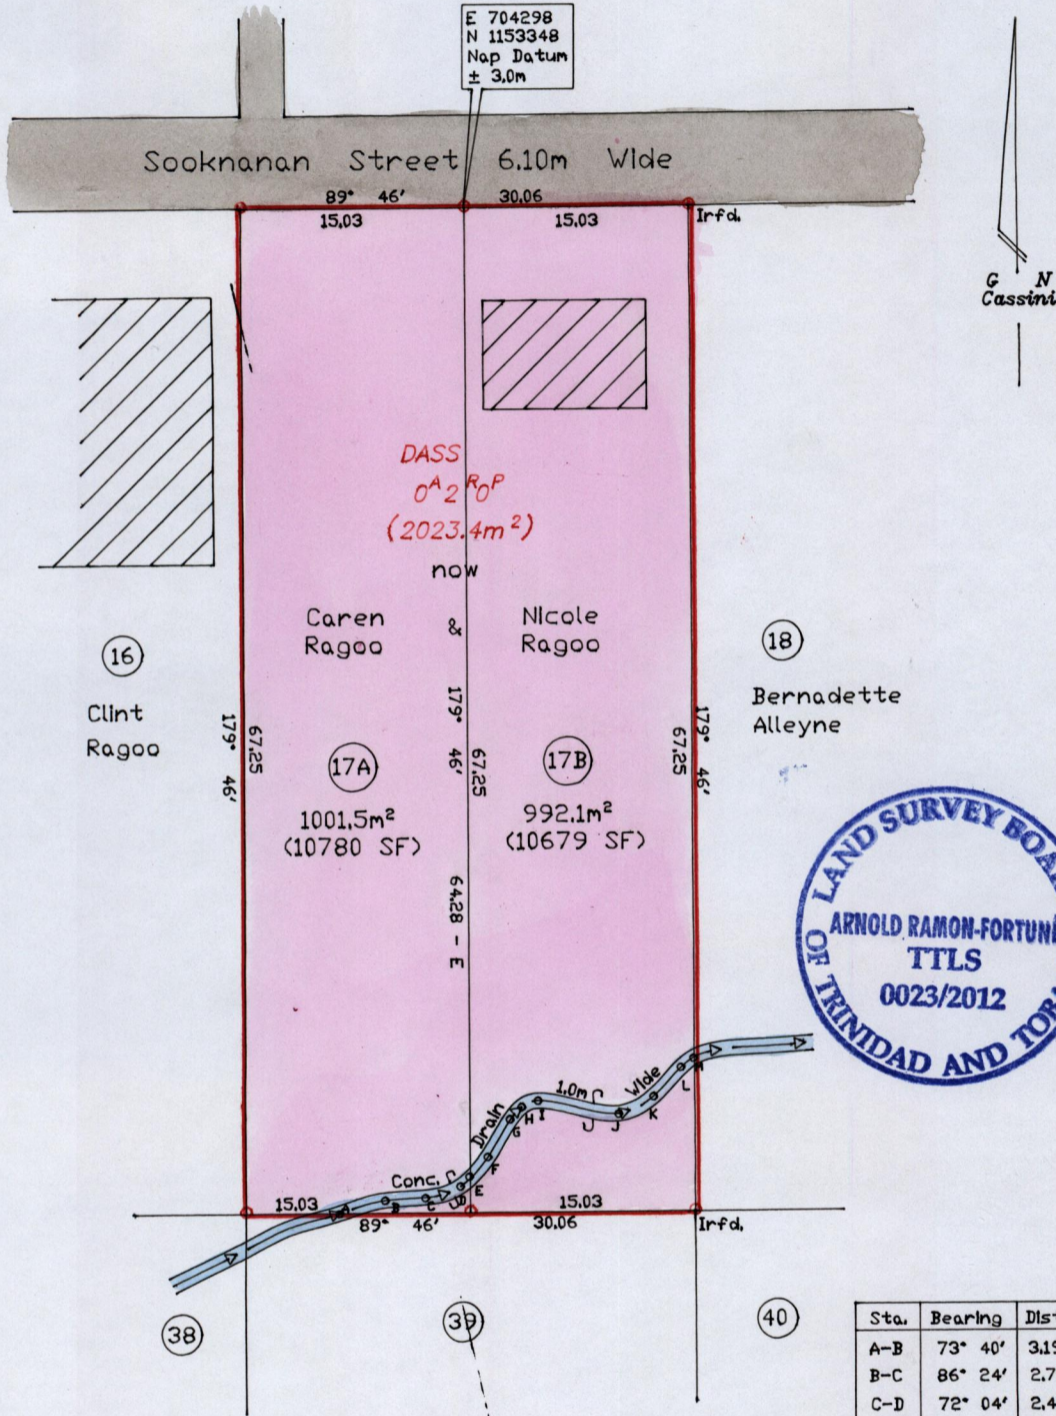 E 704298
N 1153348
Nap Datum
± 3.0m
Sooknanan Street 6.10m Wide
89° 46' 30.06
15.03 15.03
Irfd.
G N
Cassini
DASS
0ᴬ 2ᴿ 0ᴾ
(2023.4m²)
now
Caren
Ragoo
&
Nicole
Ragoo
16
Clint
Ragoo
18
Bernadette
Alleyne
179° 46'
67.25
179° 46'
67.25
67.25
179° 46'
17A
1001.5m²
(10780 SF)
17B
992.1m²
(10679 SF)
64.28 - E
LAND SURVEY
OF TRINIDAD AND
ARNOLD
TTLS
0023/2012
Conc. Drain 1.0m Wide
A B C D E F G H I J K L M
15.03 15.03
89° 46' 30.06
Irfd.
38
39
40
Sta. Bearing
A-B 73° 40'
B-C 86° 24'
C-D 72° 04'